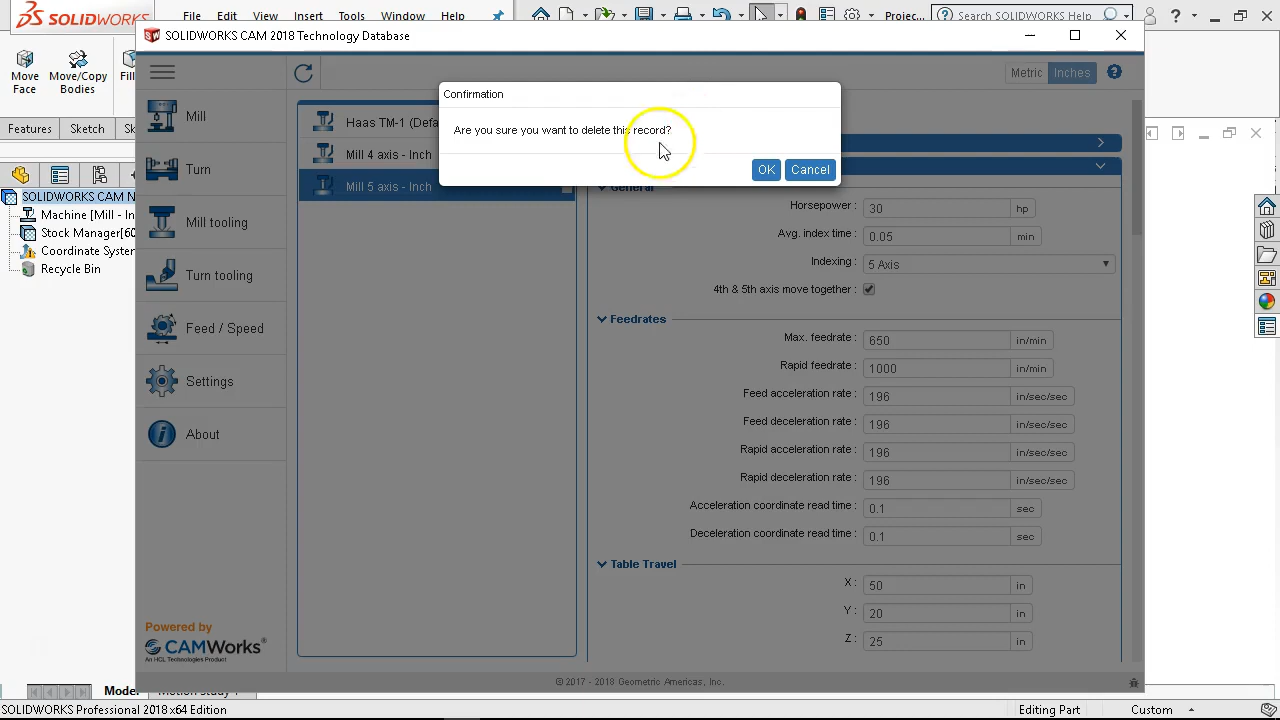 SOLIDWORKS
File Edit View Insert Tools Window Help
Projec...
Search SOLIDWORKS Help
SOLIDWORKS CAM 2018 Technology Database
Move Face
Move/Copy Bodies
Features Sketch
Metric Inches
Mill
Turn
Mill tooling
Turn tooling
Feed / Speed
Settings
About
Confirmation
Are you sure you want to delete this record?
OK Cancel
Haas TM-1 (Defa
Mill 4 axis - Inch
Mill 5 axis - Inch
SOLIDWORKS CAM N
Machine [Mill - In
Stock Manager[60
Coordinate System
Recycle Bin
General
Horsepower : 30 hp
Avg. index time : 0.05 min
Indexing : 5 Axis
4th & 5th axis move together :
Feedrates
Max. feedrate : 650 in/min
Rapid feedrate : 1000 in/min
Feed acceleration rate : 196 in/sec/sec
Feed deceleration rate : 196 in/sec/sec
Rapid acceleration rate : 196 in/sec/sec
Rapid deceleration rate : 196 in/sec/sec
Acceleration coordinate read time : 0.1 sec
Deceleration coordinate read time : 0.1 sec
Table Travel
X : 50 in
Y : 20 in
Z : 25 in
Powered by
CAMWorks®
An HCL Technologies Product
© 2017 - 2018 Geometric Americas, Inc.
Model
SOLIDWORKS Professional 2018 x64 Edition
Editing Part
Custom